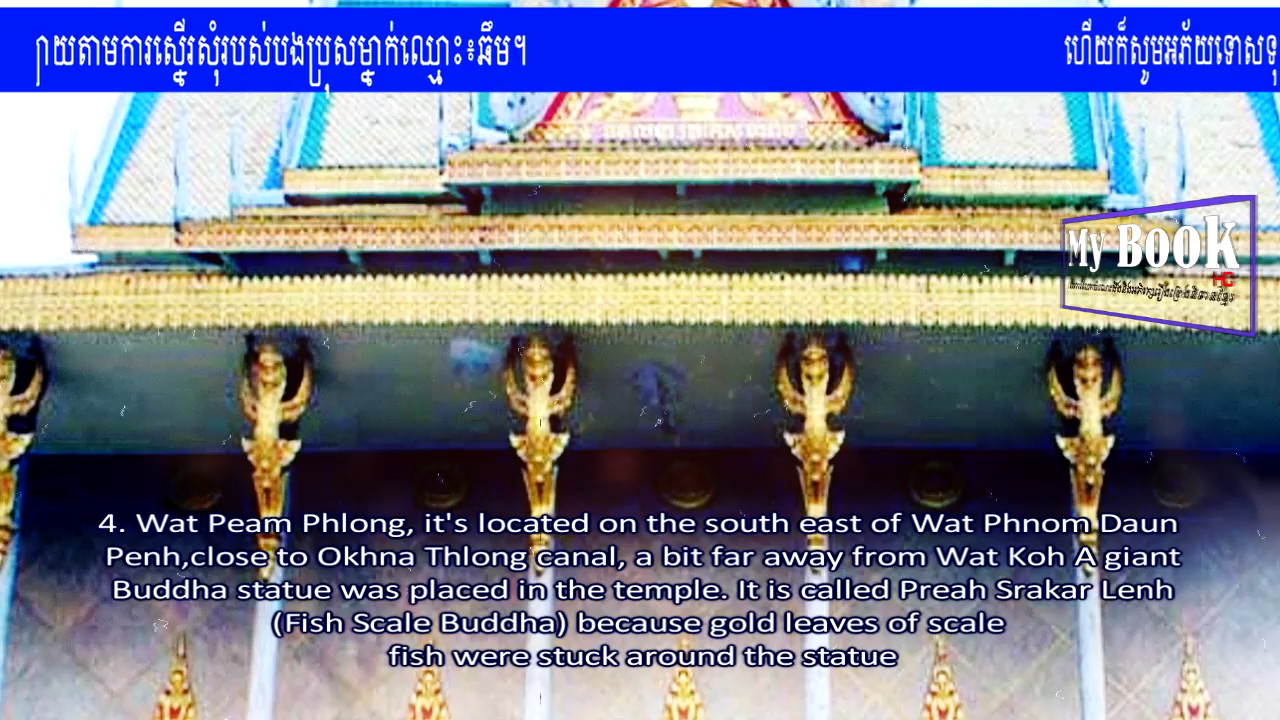 រាយតាមការស្នើរសុំរបស់បងប្រុសម្នាក់ឈ្មោះ៖ឆឹម។
ហើយក៏សូមអភ័យទោស
My Book
HC
4. Wat Peam Phlong, it's located on the south east of Wat Phnom Daun
Penh,close to Okhna Thlong canal, a bit far away from Wat Koh A giant
Buddha statue was placed in the temple. It is called Preah Srakar Lenh
(Fish Scale Buddha) because gold leaves of scale
fish were stuck around the statue